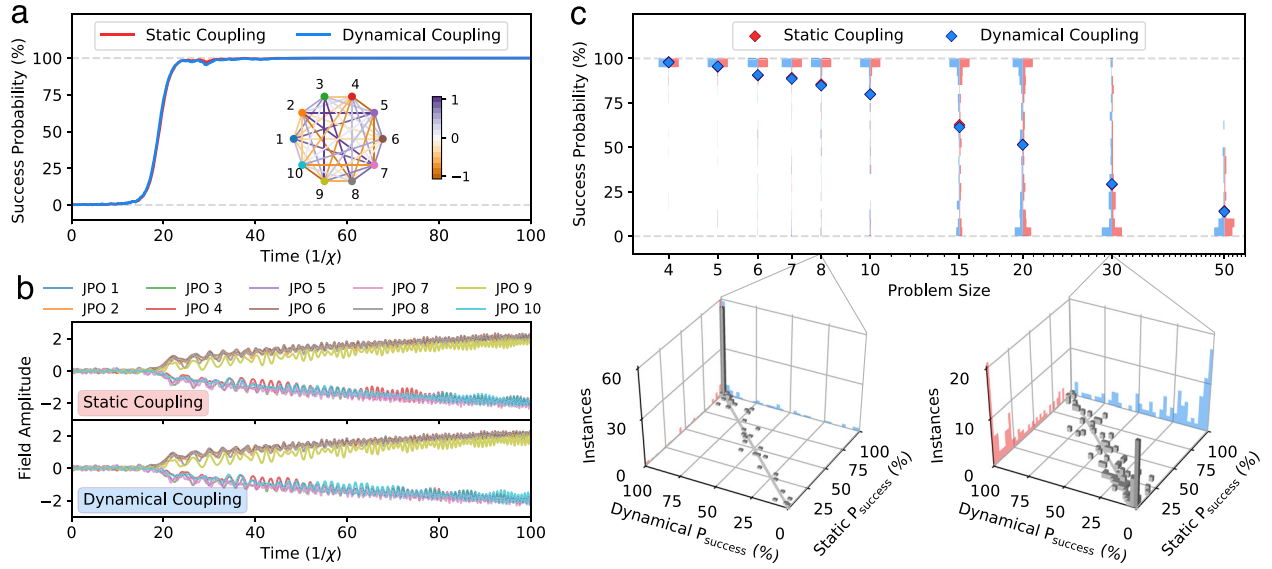 a
Static Coupling
Dynamical Coupling
Success Probability (%)
100
75
50
25
0
3
4
2
5
1
6
10
7
9
8
1
0
−1
0
20
40
60
80
100
Time (1/χ)
b
JPO 1
JPO 3
JPO 5
JPO 7
JPO 9
JPO 2
JPO 4
JPO 6
JPO 8
JPO 10
Field Amplitude
2
0
−2
Static Coupling
2
0
−2
Dynamical Coupling
0
20
40
60
80
100
Time (1/χ)
c
Static Coupling
Dynamical Coupling
Success Probability (%)
100
75
50
25
0
4
5
6
7
8
10
15
20
30
50
Problem Size
Instances
60
30
0
100
75
50
25
0
Dynamical Psuccess (%)
0
25
50
75
100
Static Psuccess (%)
Instances
20
10
0
100
75
50
25
0
Dynamical Psuccess (%)
0
25
50
75
100
Static Psuccess (%)